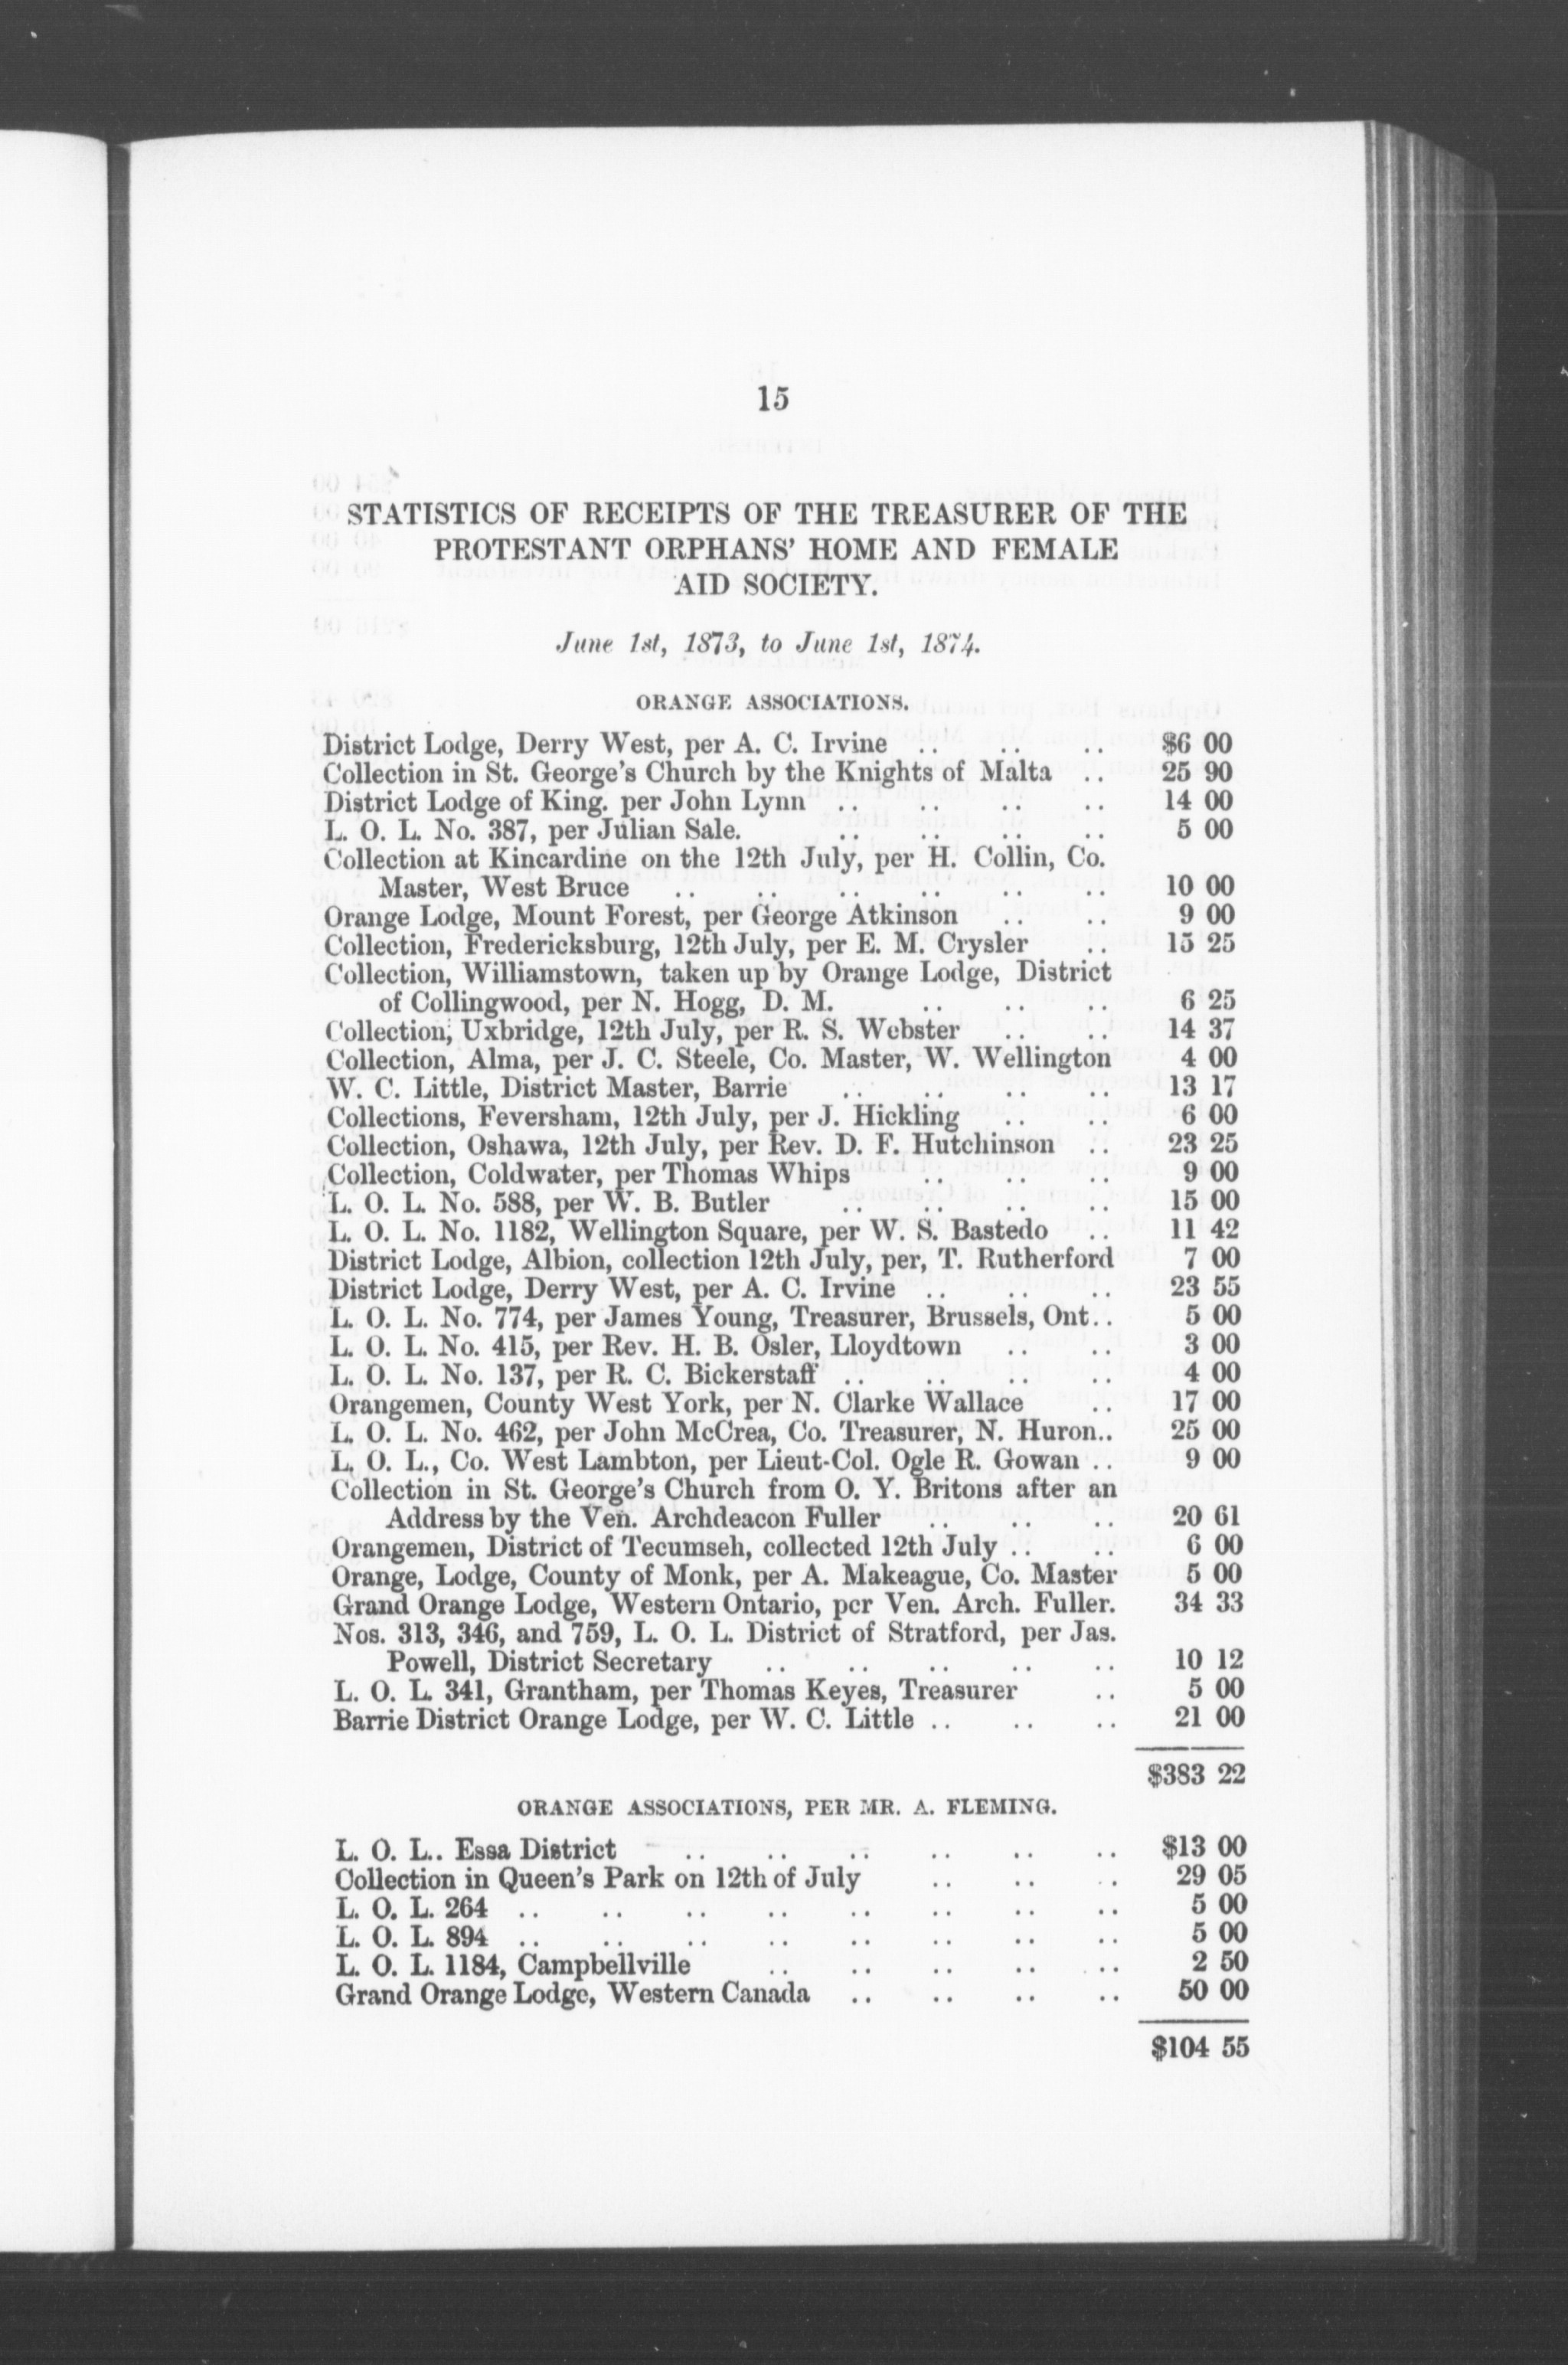 15
STATISTICS OF RECEIPTS OF THE TREASURER OF THE
PROTESTANT ORPHANS' HOME AND FEMALE
AID SOCIETY.
June 1st, 1873, to June 1st, 1874.
ORANGE ASSOCIATIONS.
District Lodge, Derry West, per A. C. Irvine .. .. .. $6 00
Collection in St. George's Church by the Knights of Malta .. 25 90
District Lodge of King. per John Lynn .. .. .. .. 14 00
L. O. L. No. 387, per Julian Sale. .. .. .. .. 5 00
Collection at Kincardine on the 12th July, per H. Collin, Co.
Master, West Bruce .. .. .. .. .. .. 10 00
Orange Lodge, Mount Forest, per George Atkinson .. .. 9 00
Collection, Fredericksburg, 12th July, per E. M. Crysler .. 15 25
Collection, Williamstown, taken up by Orange Lodge, District
of Collingwood, per N. Hogg, D. M. .. .. .. 6 25
Collection, Uxbridge, 12th July, per R. S. Webster .. .. 14 37
Collection, Alma, per J. C. Steele, Co. Master, W. Wellington 4 00
W. C. Little, District Master, Barrie .. .. .. .. 13 17
Collections, Feversham, 12th July, per J. Hickling .. .. 6 00
Collection, Oshawa, 12th July, per Rev. D. F. Hutchinson .. 23 25
Collection, Coldwater, per Thomas Whips .. .. .. 9 00
L. O. L. No. 588, per W. B. Butler .. .. .. .. 15 00
L. O. L. No. 1182, Wellington Square, per W. S. Bastedo .. 11 42
District Lodge, Albion, collection 12th July, per, T. Rutherford 7 00
District Lodge, Derry West, per A. C. Irvine .. .. .. 23 55
L. O. L. No. 774, per James Young, Treasurer, Brussels, Ont.. 5 00
L. O. L. No. 415, per Rev. H. B. Osler, Lloydtown .. .. 3 00
L. O. L. No. 137, per R. C. Bickerstaff .. .. .. .. 4 00
Orangemen, County West York, per N. Clarke Wallace .. 17 00
L. O. L. No. 462, per John McCrea, Co. Treasurer, N. Huron.. 25 00
L. O. L., Co. West Lambton, per Lieut-Col. Ogle R. Gowan .. 9 00
Collection in St. George's Church from O. Y. Britons after an
Address by the Ven. Archdeacon Fuller .. .. .. 20 61
Orangemen, District of Tecumseh, collected 12th July .. .. 6 00
Orange, Lodge, County of Monk, per A. Makeague, Co. Master 5 00
Grand Orange Lodge, Western Ontario, per Ven. Arch. Fuller. 34 33
Nos. 313, 346, and 759, L. O. L. District of Stratford, per Jas.
Powell, District Secretary .. .. .. .. .. 10 12
L. O. L. 341, Grantham, per Thomas Keyes, Treasurer .. 5 00
Barrie District Orange Lodge, per W. C. Little .. .. .. 21 00
$383 22
ORANGE ASSOCIATIONS, PER MR. A. FLEMING.
L. O. L.. Essa District .. .. .. .. .. .. $13 00
Collection in Queen's Park on 12th of July .. .. .. 29 05
L. O. L. 264 .. .. .. .. .. .. .. .. 5 00
L. O. L. 894 .. .. .. .. .. .. .. .. 5 00
L. O. L. 1184, Campbellville .. .. .. .. .. 2 50
Grand Orange Lodge, Western Canada .. .. .. .. 50 00
$104 55